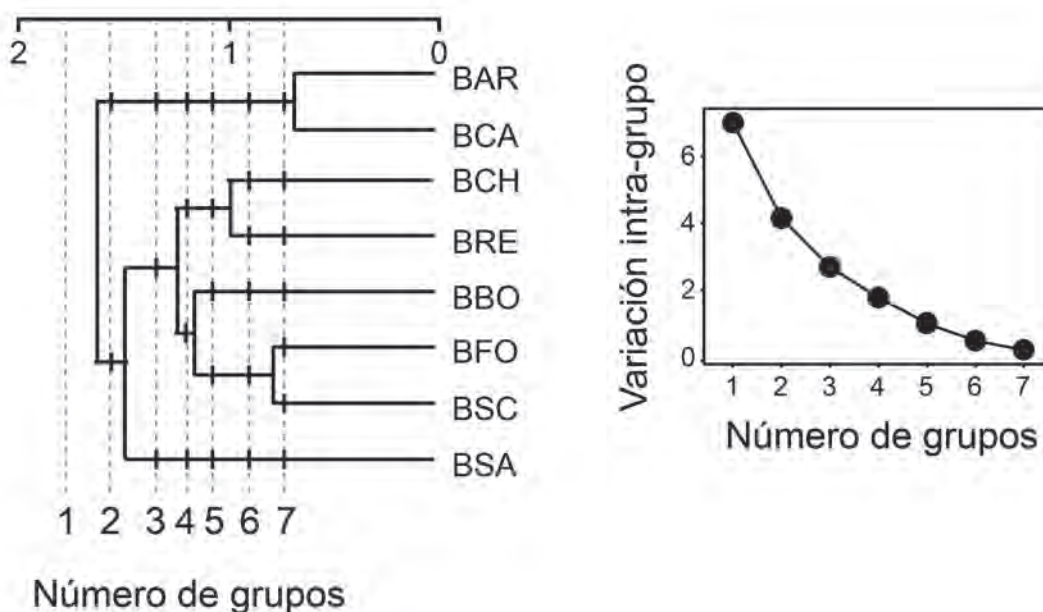 2 1 0
BAR
BCA
BCH
BRE
BBO
BFO
BSC
BSA
1 2 3 4 5 6 7
Número de grupos
Variação intra-grupo
6
4
2
0
1 2 3 4 5 6 7
Número de grupos